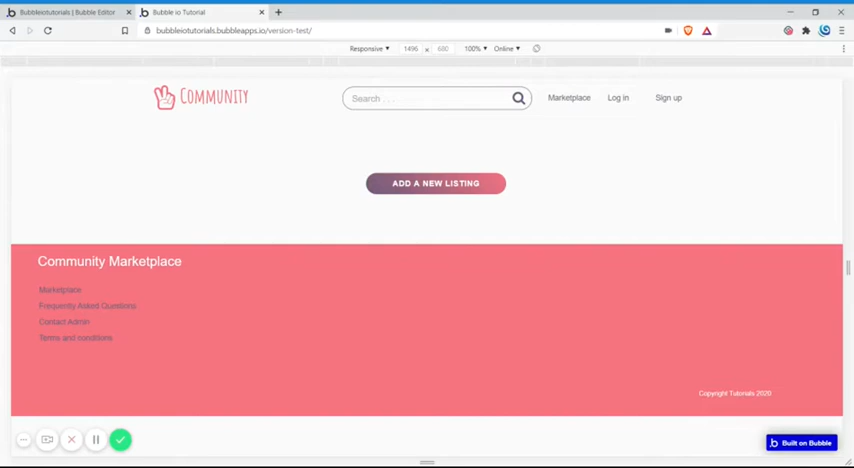 Bubbleiotutorials | Bubble Editor
Bubble io Tutorial
bubbleiotutorials.bubbleapps.io/version-test/
Responsive 1496 x 680 100% Online
COMMUNITY
Search . . .
Marketplace Log in Sign up
ADD A NEW LISTING
Community Marketplace
Marketplace
Frequently Asked Questions
Contact Admin
Terms and conditions
Copyright Tutorials 2020
Built on Bubble